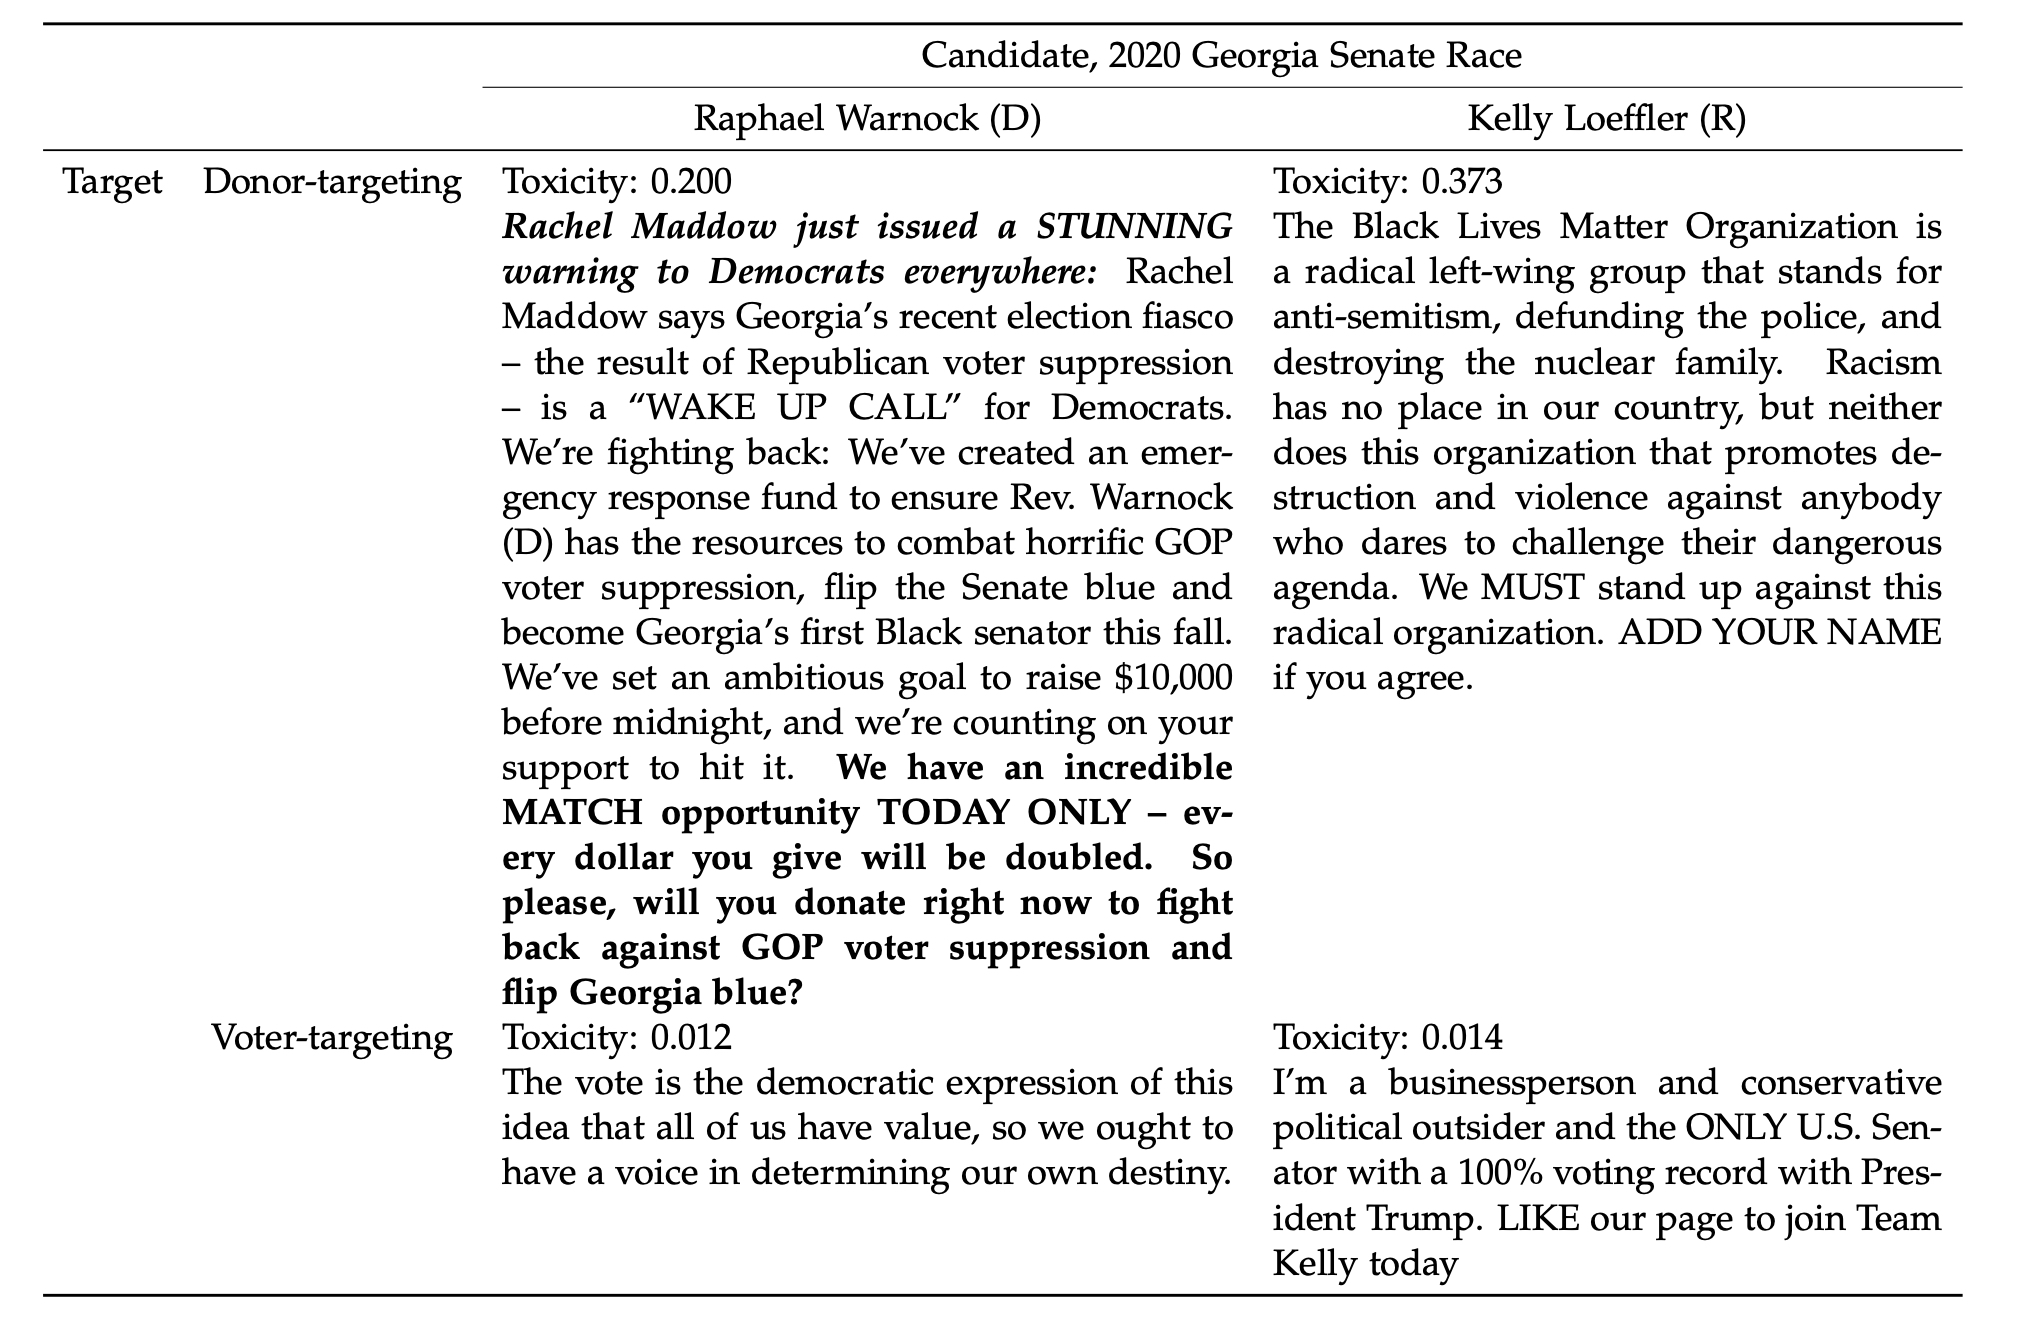 Candidate, 2020 Georgia Senate Race
Raphael Warnock (D)
Kelly Loeffler (R)
Target
Donor-targeting
Toxicity: 0.200
Rachel Maddow just issued a STUNNING
warning to Democrats everywhere: Rachel
Maddow says Georgia's recent election fiasco
– the result of Republican voter suppression
– is a “WAKE UP CALL” for Democrats.
We're fighting back: We've created an emer-
gency response fund to ensure Rev. Warnock
(D) has the resources to combat horrific GOP
voter suppression, flip the Senate blue and
become Georgia's first Black senator this fall.
We've set an ambitious goal to raise $10,000
before midnight, and we're counting on your
support to hit it. We have an incredible
MATCH opportunity TODAY ONLY – ev-
ery dollar you give will be doubled. So
please, will you donate right now to fight
back against GOP voter suppression and
flip Georgia blue?
Toxicity: 0.373
The Black Lives Matter Organization is
a radical left-wing group that stands for
anti-semitism, defunding the police, and
destroying the nuclear family. Racism
has no place in our country, but neither
does this organization that promotes de-
struction and violence against anybody
who dares to challenge their dangerous
agenda. We MUST stand up against this
radical organization. ADD YOUR NAME
if you agree.
Voter-targeting
Toxicity: 0.012
The vote is the democratic expression of this
idea that all of us have value, so we ought to
have a voice in determining our own destiny.
Toxicity: 0.014
I'm a businessperson and conservative
political outsider and the ONLY U.S. Sen-
ator with a 100% voting record with Pres-
ident Trump. LIKE our page to join Team
Kelly today